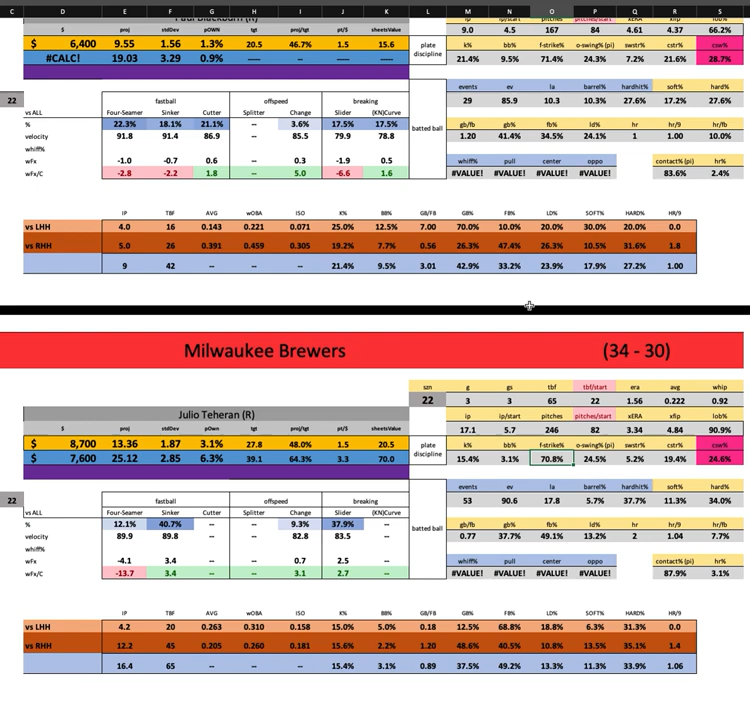 C D E F G H I J K L M N O P Q R S
Paul Blackburn (R) ip ip/start pitches pitches/start xERA xfip lob%
$ proj stdDev pOWN tgt proj/tgt pt/$ sheetsValue 9.0 4.5 167 84 4.61 4.37 66.2%
$ 6,400 9.55 1.56 1.3% 20.5 46.7% 1.5 15.6 plate discipline k% bb% f-strike% o-swing% (pi) swstr% cstr% csw%
#CALC! 19.03 3.29 0.9% ---- ---- ---- ---- 21.4% 9.5% 71.4% 24.3% 7.2% 21.6% 28.7%
events ev la barrel% hardhit% soft% hard%
22 fastball offspeed breaking 29 85.9 10.3 10.3% 27.6% 17.2% 27.6%
vs ALL Four-Seamer Sinker Cutter Splitter Change Slider (KN)Curve
% 22.3% 18.1% 21.1% -- 3.6% 17.5% 17.5% batted ball gb/fb gb% fb% ld% hr hr/9 hr/fb
velocity 91.8 91.4 86.9 -- 85.5 79.9 78.8 1.20 41.4% 34.5% 24.1% 1 1.00 10.0%
whiff%
wFx -1.0 -0.7 0.6 -- 0.3 -1.9 0.5 whiff% pull center oppo contact% (pi) hr%
wFx/C -2.8 -2.2 1.8 -- 5.0 -6.6 1.6 #VALUE! #VALUE! #VALUE! #VALUE! 83.6% 2.4%
IP TBF AVG wOBA ISO K% BB% GB/FB GB% FB% LD% SOFT% HARD% HR/9
vs LHH 4.0 16 0.143 0.221 0.071 25.0% 12.5% 7.00 70.0% 10.0% 20.0% 30.0% 20.0% 0.0
vs RHH 5.0 26 0.391 0.459 0.305 19.2% 7.7% 0.56 26.3% 47.4% 26.3% 10.5% 31.6% 1.8
9 42 -- -- -- 21.4% 9.5% 3.01 42.9% 33.2% 23.9% 17.9% 27.2% 1.00
Milwaukee Brewers (34 - 30)
szn g gs tbf tbf/start era avg whip
22 3 3 65 22 1.56 0.222 0.92
Julio Teheran (R) ip ip/start pitches pitches/start xERA xfip lob%
$ proj stdDev pOWN tgt proj/tgt pt/$ sheetsValue 17.1 5.7 246 82 3.34 4.84 90.9%
$ 8,700 13.36 1.87 3.1% 27.8 48.0% 1.5 20.5 plate discipline k% bb% f-strike% o-swing% (pi) swstr% cstr% csw%
$ 7,600 25.12 2.85 6.3% 39.1 64.3% 3.3 70.0 15.4% 3.1% 70.8% 24.5% 5.2% 19.4% 24.6%
events ev la barrel% hardhit% soft% hard%
22 fastball offspeed breaking 53 90.6 17.8 5.7% 37.7% 11.3% 34.0%
vs ALL Four-Seamer Sinker Cutter Splitter Change Slider (KN)Curve
% 12.1% 40.7% -- -- 9.3% 37.9% -- batted ball gb/fb gb% fb% ld% hr hr/9 hr/fb
velocity 89.9 89.8 -- -- 82.8 83.5 -- 0.77 37.7% 49.1% 13.2% 2 1.04 7.7%
whiff%
wFx -4.1 3.4 -- -- 0.7 2.5 -- whiff% pull center oppo contact% (pi) hr%
wFx/C -13.7 3.4 -- -- 3.1 2.7 -- #VALUE! #VALUE! #VALUE! #VALUE! 87.9% 3.1%
IP TBF AVG wOBA ISO K% BB% GB/FB GB% FB% LD% SOFT% HARD% HR/9
vs LHH 4.2 20 0.263 0.310 0.158 15.0% 5.0% 0.18 12.5% 68.8% 18.8% 6.3% 31.3% 0.0
vs RHH 12.2 45 0.205 0.260 0.181 15.6% 2.2% 1.20 48.6% 40.5% 10.8% 13.5% 35.1% 1.4
16.4 65 -- -- -- 15.4% 3.1% 0.89 37.5% 49.2% 13.3% 11.3% 33.9% 1.06